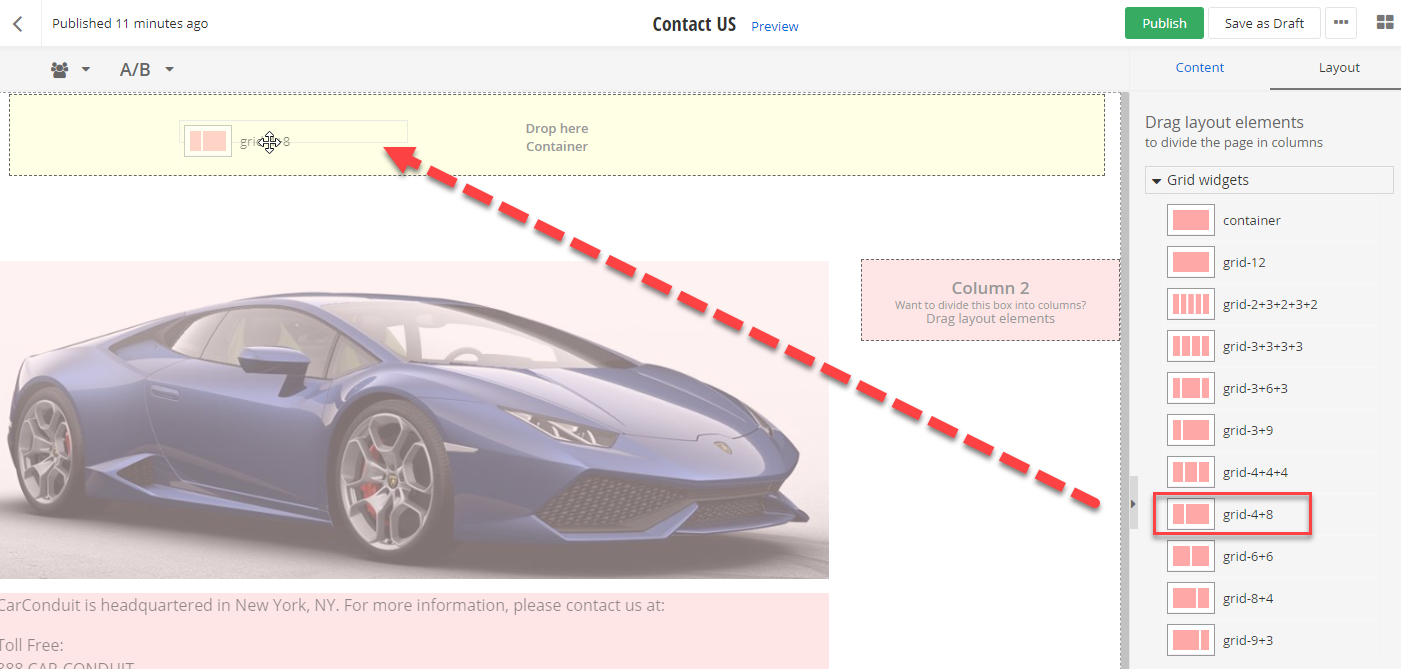 Published 11 minutes ago
Contact US
Preview
Publish
Save as Draft
A/B
Content
Layout
Drop here
Container
Drag layout elements
to divide the page in columns
Grid widgets
container
grid-12
grid-2+3+2+3+2
grid-3+3+3+3
grid-3+6+3
grid-3+9
grid-4+4+4
grid-4+8
grid-6+6
grid-8+4
grid-9+3
Column 2
Want to divide this box into columns?
Drag layout elements
CarConduit is headquartered in New York, NY. For more information, please contact us at:
Toll Free:
888 CAR CONDUIT